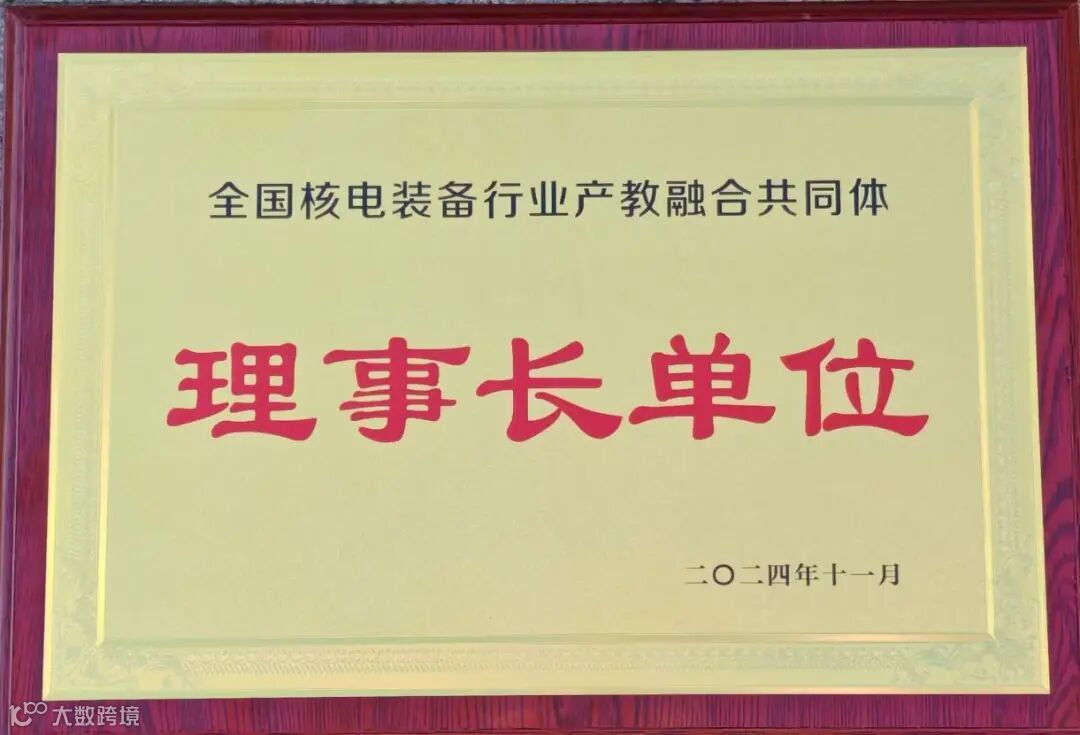 全国核电装备行业产教融合共同体
理事长单位
二〇二四年十一月
大数跨境